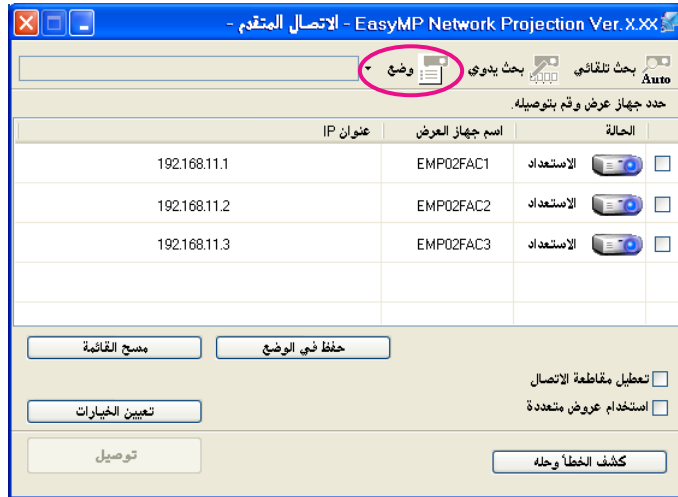 EasyMP Network Projection Ver.X.XX - الاتصال المتقدم -
Auto بحث تلقائي بحث يدوي وضع
حدد جهاز عرض وقم بتوصيله.
الحالة اسم جهاز العرض عنوان IP
الاستعداد EMP02FAC1 192.168.11.1
الاستعداد EMP02FAC2 192.168.11.2
الاستعداد EMP02FAC3 192.168.11.3
حفظ في الوضع مسح القائمة
تعطيل مقاطعة الاتصال
استخدام عروض متعددة تعيين الخيارات
كشف الخطأ وحله توصيل